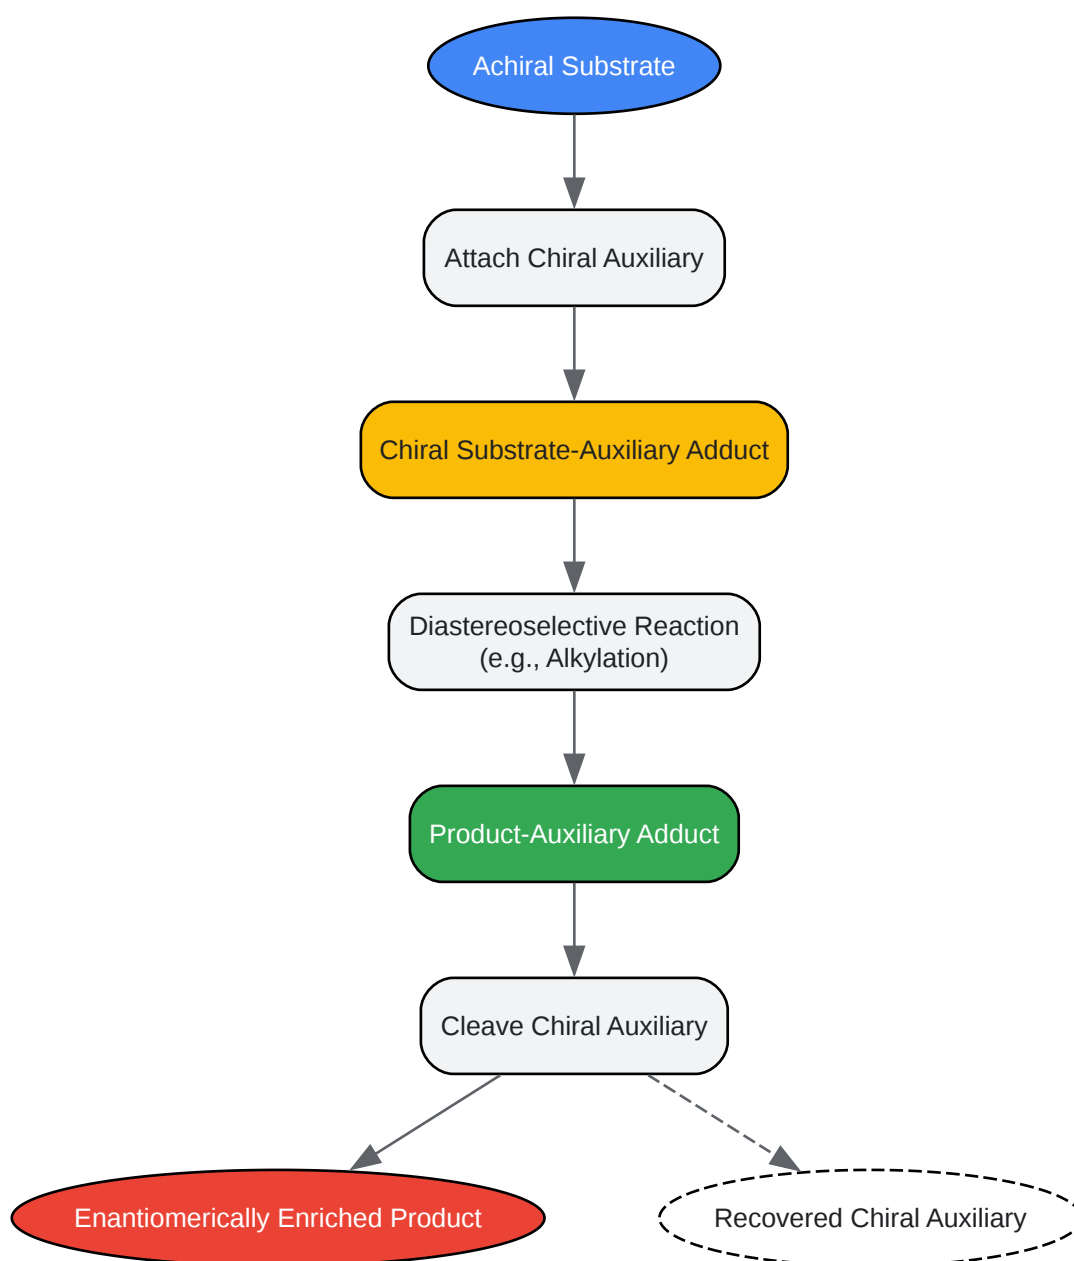 Achiral Substrate
Attach Chiral Auxiliary
Chiral Substrate-Auxiliary Adduct
Diastereoselective Reaction
(e.g., Alkylation)
Product-Auxiliary Adduct
Cleave Chiral Auxiliary
Enantiomerically Enriched Product
Recovered Chiral Auxiliary